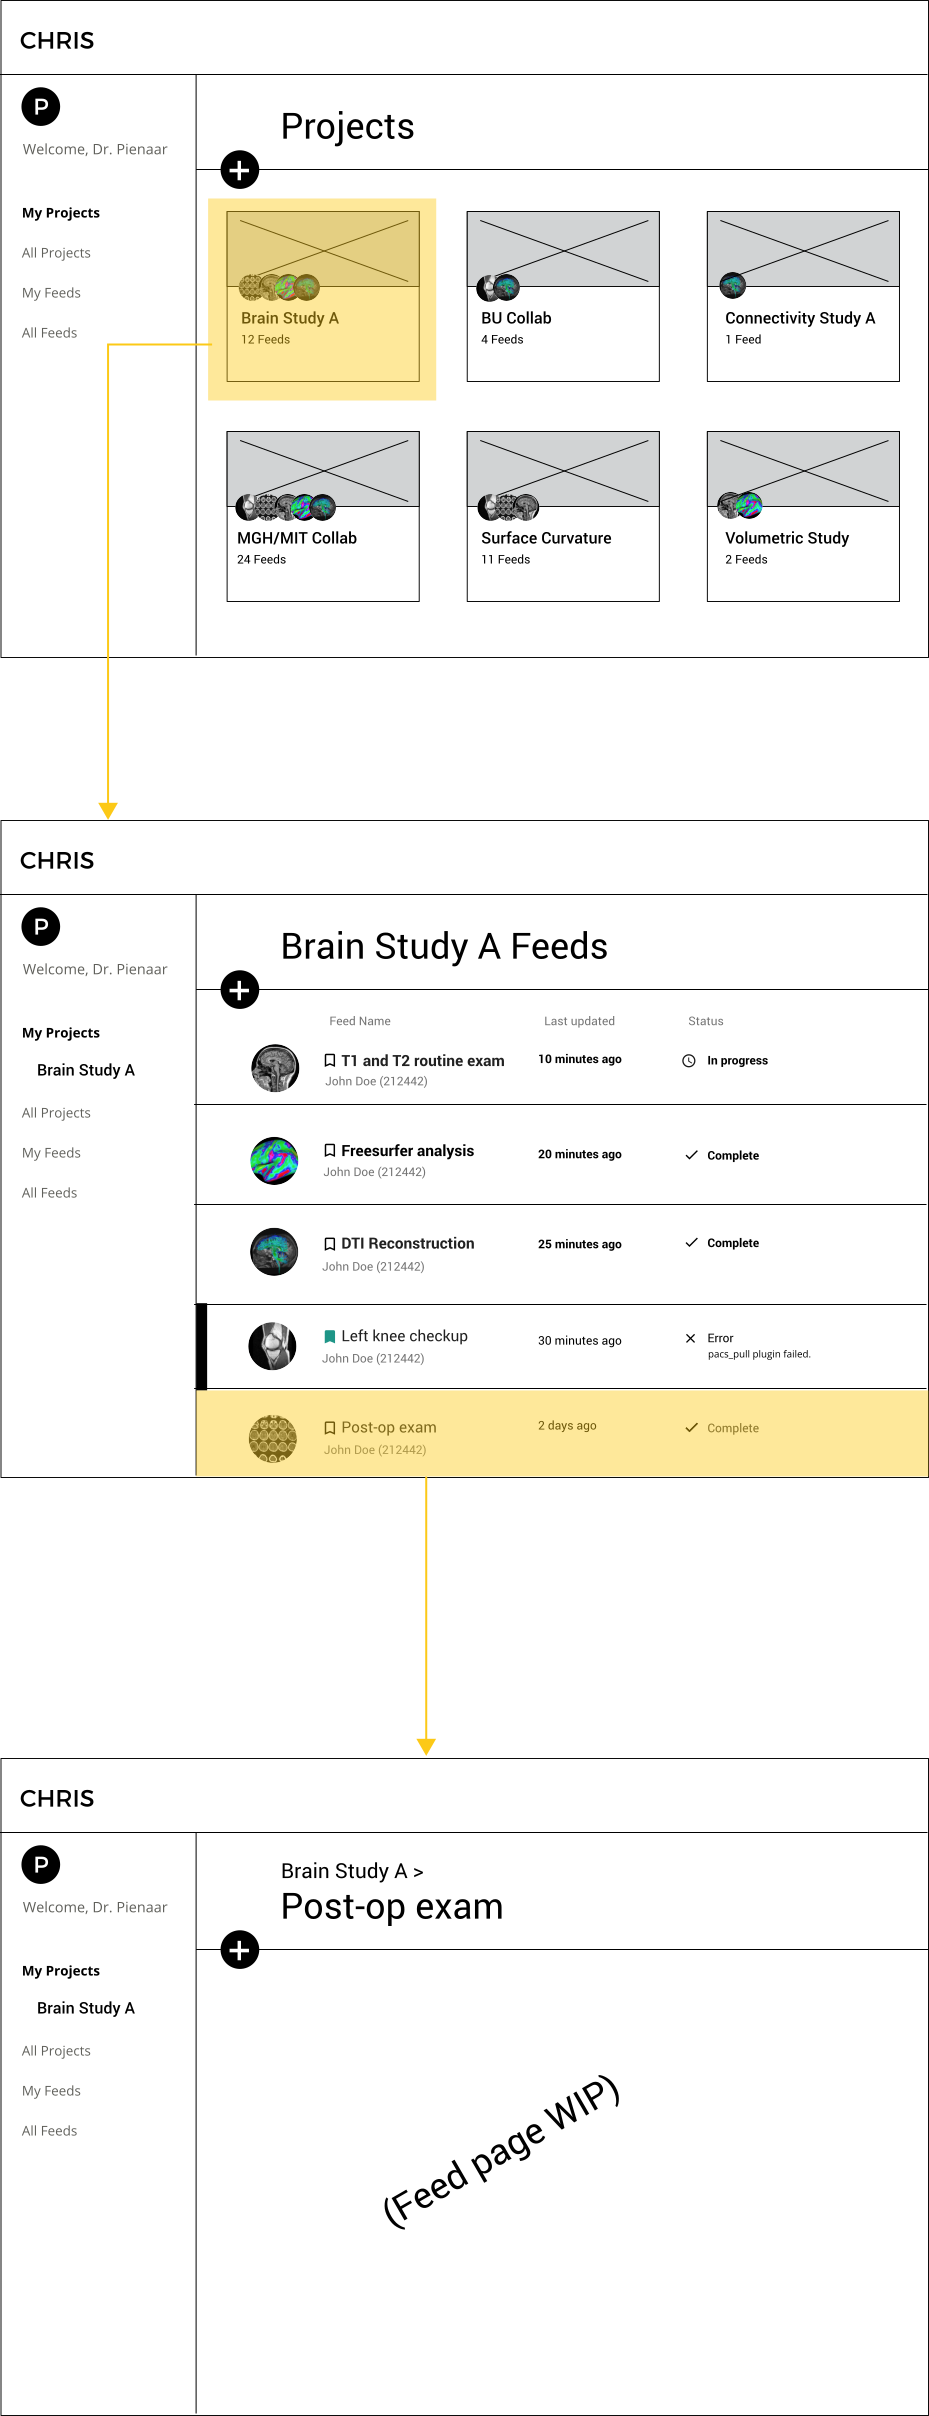 CHRIS
P
Welcome, Dr. Pienaar
My Projects
All Projects
My Feeds
All Feeds
Projects
Brain Study A
12 Feeds
BU Collab
4 Feeds
Connectivity Study A
1 Feed
MGH/MIT Collab
24 Feeds
Surface Curvature
11 Feeds
Volumetric Study
2 Feeds
CHRIS
P
Welcome, Dr. Pienaar
My Projects
Brain Study A
All Projects
My Feeds
All Feeds
Brain Study A Feeds
Feed Name Last updated Status
T1 and T2 routine exam 10 minutes ago In progress
John Doe (212442)
Freesurfer analysis 20 minutes ago Complete
John Doe (212442)
DTI Reconstruction 25 minutes ago Complete
John Doe (212442)
Left knee checkup 30 minutes ago Error
John Doe (212442) pacs_pull plugin failed.
Post-op exam 2 days ago Complete
John Doe (212442)
CHRIS
P
Welcome, Dr. Pienaar
My Projects
Brain Study A
All Projects
My Feeds
All Feeds
Brain Study A >
Post-op exam
(Feed page WIP)